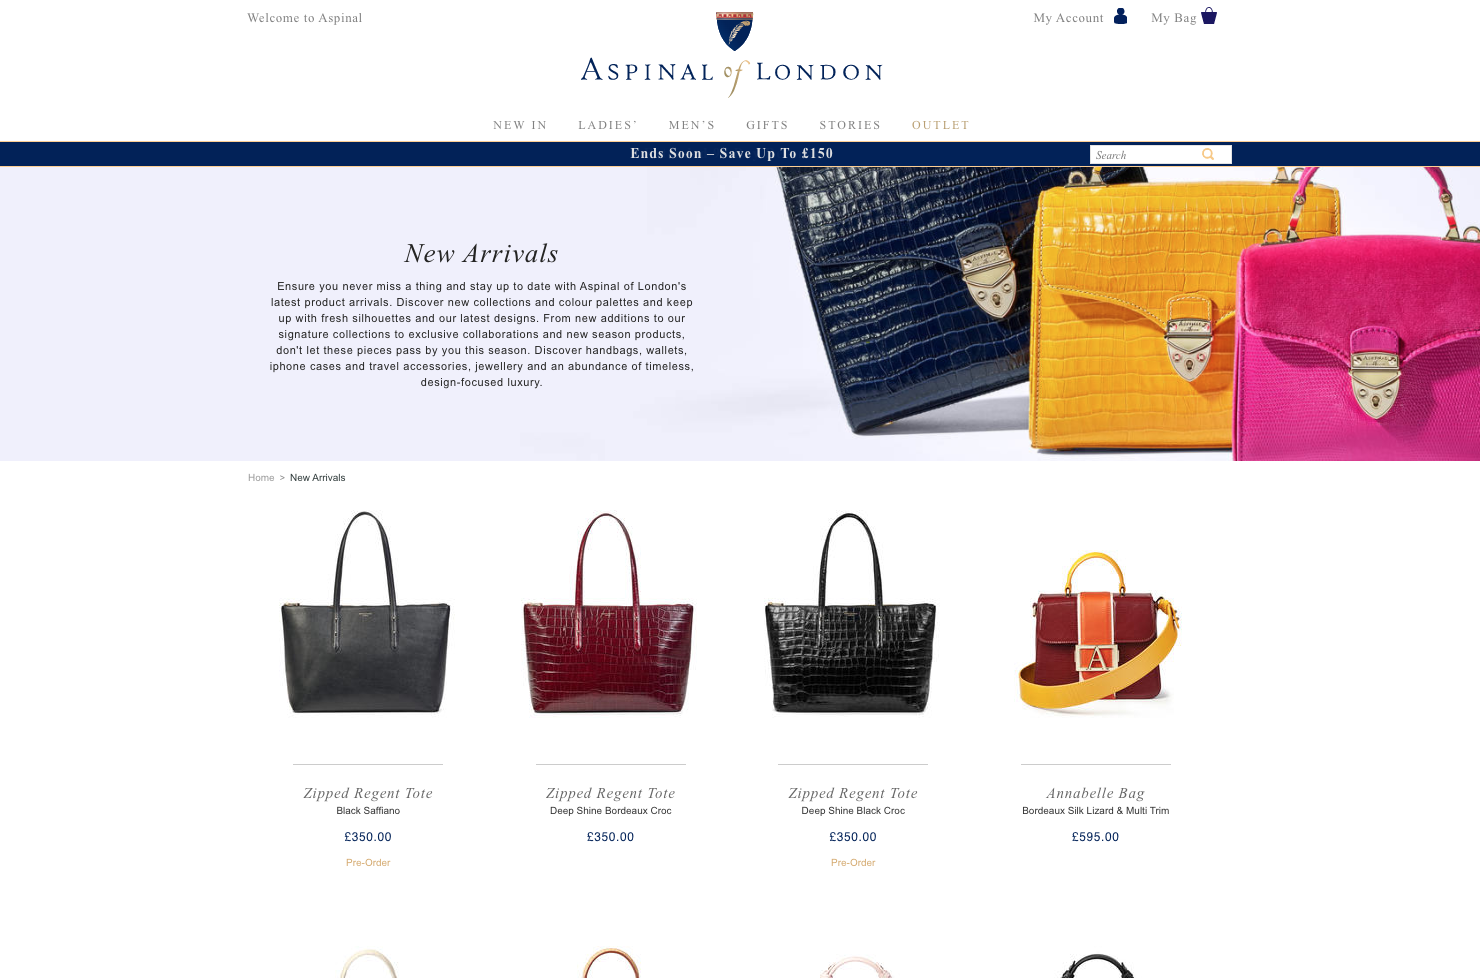 Welcome to Aspinal
My Account
My Bag
ASPINAL of LONDON
NEW IN LADIES' MEN'S GIFTS STORIES OUTLET
Ends Soon – Save Up To £150
Search
New Arrivals
Ensure you never miss a thing and stay up to date with Aspinal of London's
latest product arrivals. Discover new collections and colour palettes and keep
up with fresh silhouettes and our latest designs. From new additions to our
signature collections to exclusive collaborations and new season products,
don't let these pieces pass by you this season. Discover handbags, wallets,
iphone cases and travel accessories, jewellery and an abundance of timeless,
design-focused luxury.
Home > New Arrivals
A
Zipped Regent Tote
Black Saffiano
£350.00
Pre-Order
Zipped Regent Tote
Deep Shine Bordeaux Croc
£350.00
Zipped Regent Tote
Deep Shine Black Croc
£350.00
Pre-Order
Annabelle Bag
Bordeaux Silk Lizard & Multi Trim
£595.00